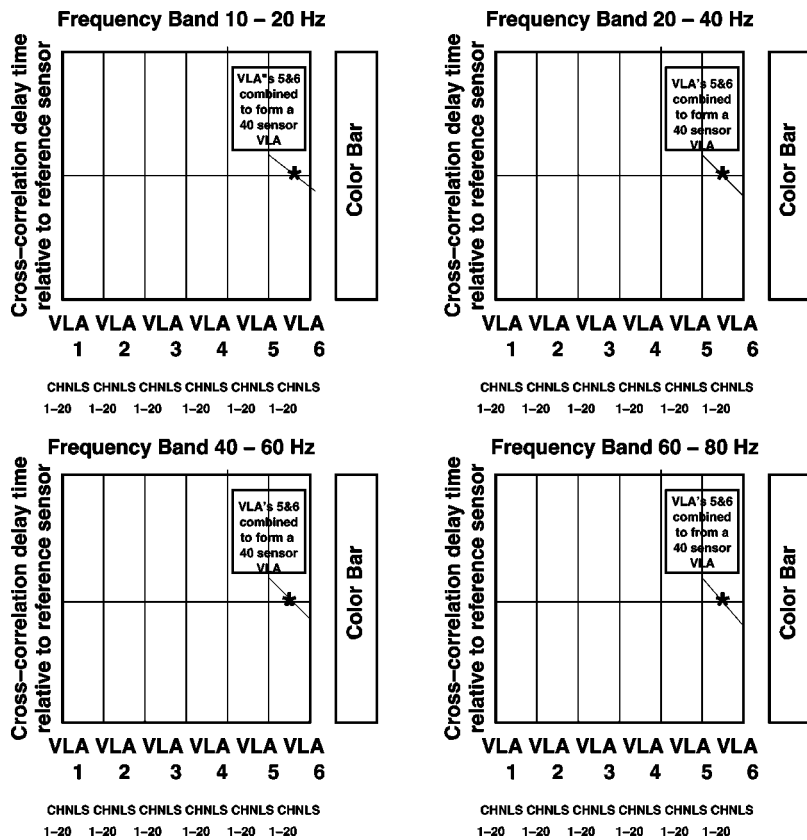 Frequency Band 10 – 20 Hz
Cross–correlation delay time
relative to reference sensor
VLA"s 5&6
combined
to form a
40 sensor
VLA
*
Color Bar
VLA VLA VLA VLA VLA VLA
1 2 3 4 5 6
CHNLS CHNLS CHNLS CHNLS CHNLS CHNLS
1–20 1–20 1–20 1–20 1–20 1–20
Frequency Band 20 – 40 Hz
Cross–correlation delay time
relative to reference sensor
VLA's 5&6
combined
to form a
40 sensor
VLA
*
Color Bar
VLA VLA VLA VLA VLA VLA
1 2 3 4 5 6
CHNLS CHNLS CHNLS CHNLS CHNLS CHNLS
1–20 1–20 1–20 1–20 1–20 1–20
Frequency Band 40 – 60 Hz
Cross–correlation delay time
relative to reference sensor
VLA's 5&6
combined
to form a
40 sensor
VLA
*
Color Bar
VLA VLA VLA VLA VLA VLA
1 2 3 4 5 6
CHNLS CHNLS CHNLS CHNLS CHNLS CHNLS
1–20 1–20 1–20 1–20 1–20 1–20
Frequency Band 60 – 80 Hz
Cross–correlation delay time
relative to reference sensor
VLA's 5&6
combined
to from a
40 sensor
VLA
*
Color Bar
VLA VLA VLA VLA VLA VLA
1 2 3 4 5 6
CHNLS CHNLS CHNLS CHNLS CHNLS CHNLS
1–20 1–20 1–20 1–20 1–20 1–20